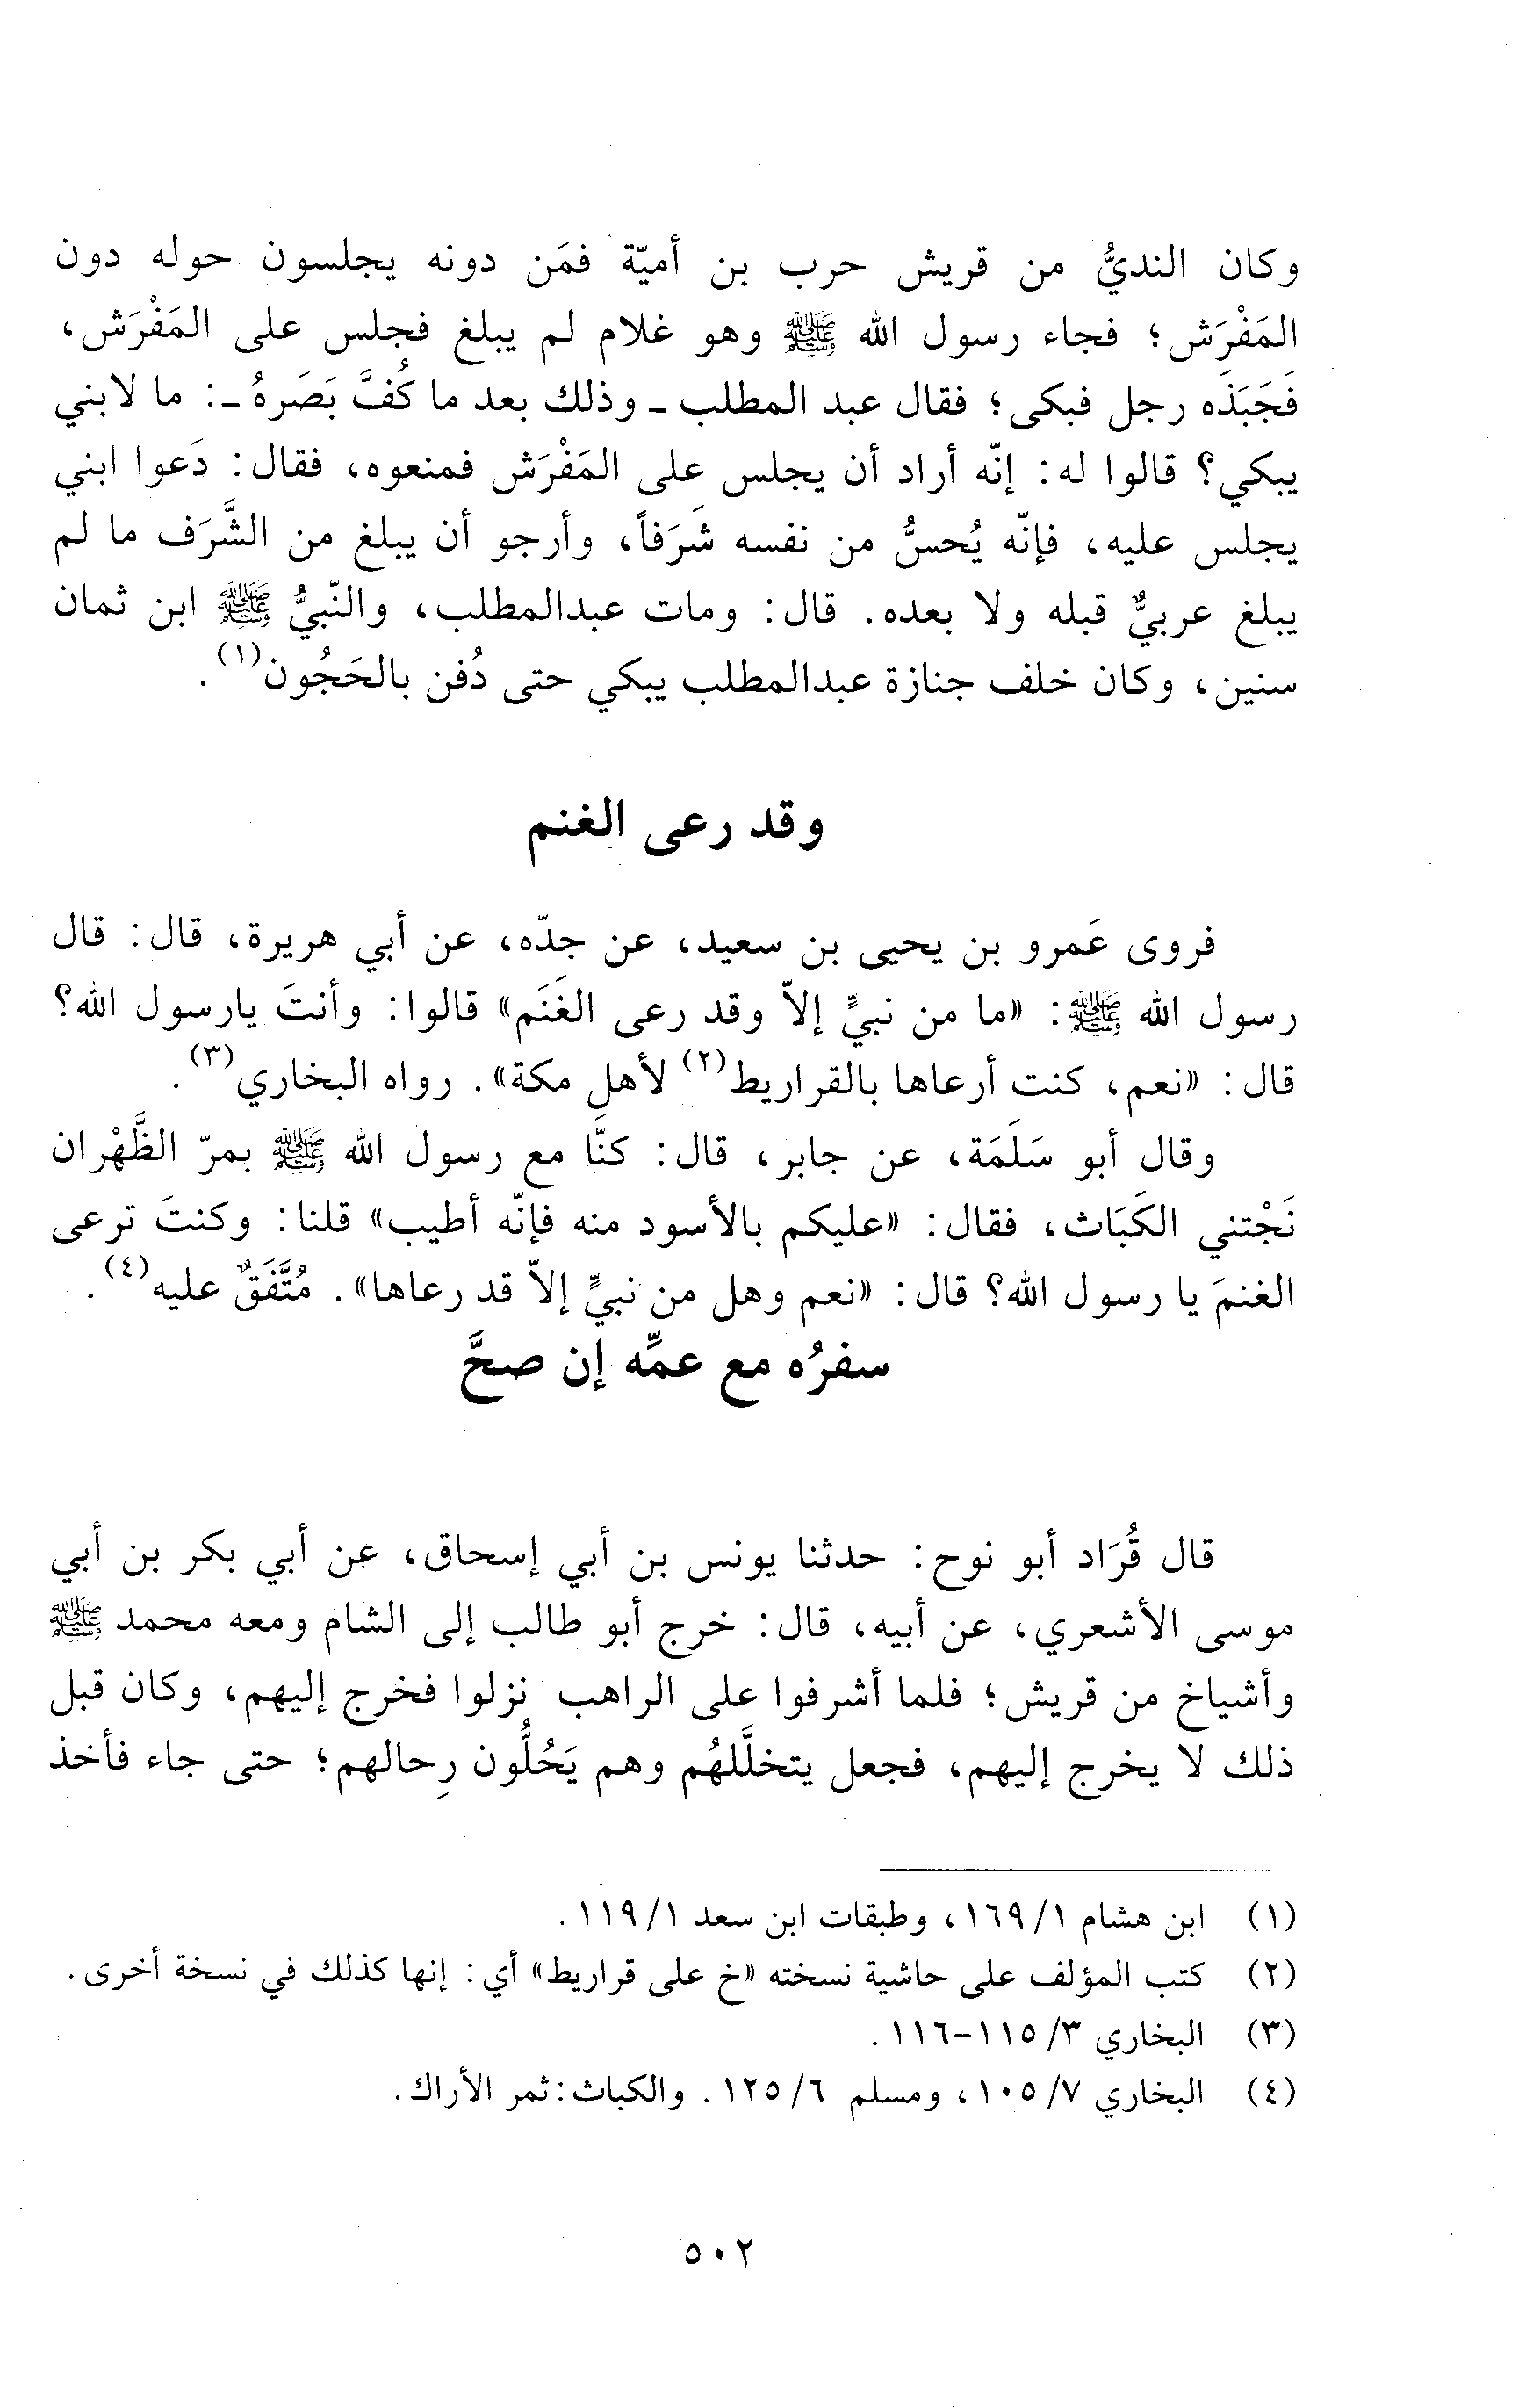 وكان النديُّ من قريش حرب بن أميّة فمَن دونه يجلسون حوله دون
المَفْرَش؛ فجاء رسول الله ﷺ وهو غلام لم يبلغ فجلس على المَفْرَش،
فَجَبَذَه رجل فبكى؛ فقال عبد المطلب ـ وذلك بعد ما كُفَّ بَصَرهُ ـ: ما لابني
يبكي؟ قالوا له: إنّه أراد أن يجلس على المَفْرَش فمنعوه، فقال: دَعوا ابني
يجلس عليه، فإنّه يُحسُّ من نفسه شَرَفاً، وأرجو أن يبلغ من الشَّرَف ما لم
يبلغ عربيٌّ قبله ولا بعده. قال: ومات عبدالمطلب، والنّبيُّ ﷺ ابن ثمان
سنين، وكان خلف جنازة عبدالمطلب يبكي حتى دُفن بالحَجُون(١).
وقد رعى الغنم
فروى عَمرو بن يحيى بن سعيد، عن جدّه، عن أبي هريرة، قال: قال
رسول الله ﷺ: «ما من نبيٍّ إلاّ وقد رعى الغَنَم» قالوا: وأنتَ يارسول الله؟
قال: «نعم، كنت أرعاها بالقراريط(٢) لأهل مكة». رواه البخاري(٣).
وقال أبو سَلَمَة، عن جابر، قال: كنَّا مع رسول الله ﷺ بمرّ الظَّهْران
نَجْتني الكَبَاث، فقال: «عليكم بالأسود منه فإنّه أطيب» قلنا: وكنتَ ترعى
الغنمَ يا رسول الله؟ قال: «نعم وهل من نبيٍّ إلاّ قد رعاها». مُتَّفَقٌ عليه(٤).
سفرُه مع عمِّه إن صحَّ
قال قُرَاد أبو نوح: حدثنا يونس بن أبي إسحاق، عن أبي بكر بن أبي
موسى الأشعري، عن أبيه، قال: خرج أبو طالب إلى الشام ومعه محمد ﷺ
وأشياخ من قريش؛ فلما أشرفوا على الراهب نزلوا فخرج إليهم، وكان قبل
ذلك لا يخرج إليهم، فجعل يتخلَّلهُم وهم يَحُلُّون رِحالهم؛ حتى جاء فأخذ
(١) ابن هشام ١/ ١٦٩، وطبقات ابن سعد ١/ ١١٩.
(٢) كتب المؤلف على حاشية نسخته «خ على قراريط» أي: إنها كذلك في نسخة أخرى.
(٣) البخاري ٣/ ١١٥-١١٦.
(٤) البخاري ٧/ ١٠٥، ومسلم ٦/ ١٢٥. والكباث: ثمر الأراك.
٥٠٢